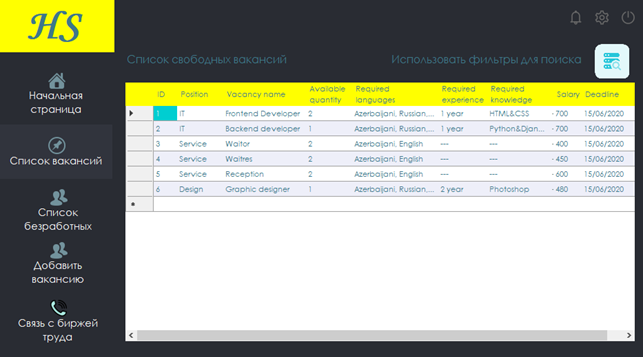 HS
Список свободных вакансий Использовать фильтры для поиска
Начальная
страница
Список вакансий
Список
безработных
Добавить
вакансию
Связь с биржей
труда
ID Position Vacancy name Available quantity Required languages Required experience Required knowledge Salary Deadline
1 IT Frontend Developer 2 Azerbaijani, Russian,... 1 year HTML&CSS - 700 15/06/2020
2 IT Backend developer 1 Azerbaijani, Russian,... 1 year Python&Djan... - 700 15/06/2020
3 Service Waitor 2 Azerbaijani, English --- --- - 400 15/06/2020
4 Service Waitres 2 Azerbaijani, English --- --- - 450 15/06/2020
5 Service Reception 2 Azerbaijani, English --- --- - 600 15/06/2020
6 Design Graphic designer 1 Azerbaijani, Russian,... 2 year Photoshop - 480 15/06/2020